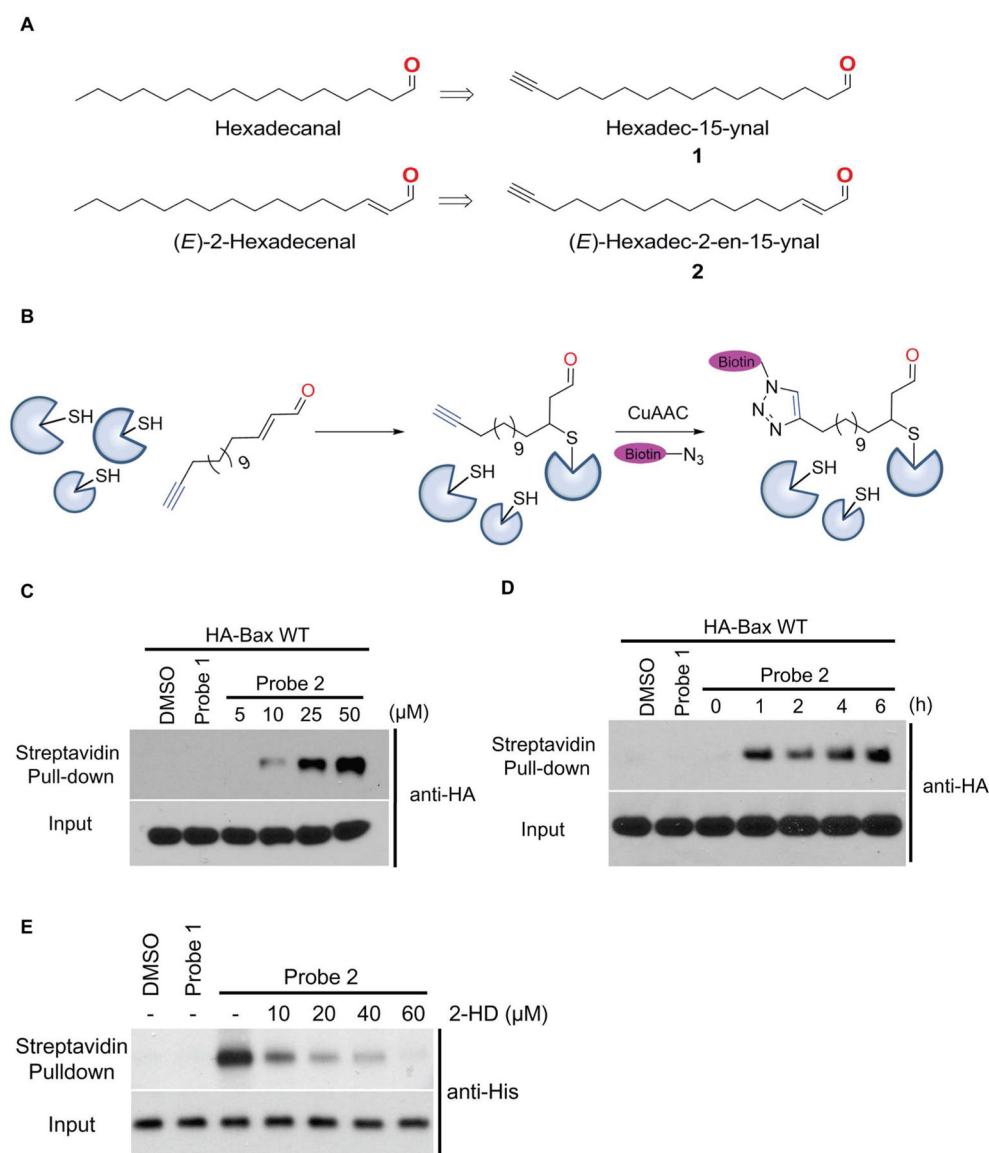 A
O
O
Hexadecanal
Hexadec-15-ynal
1
O
O
(E)-2-Hexadecenal
(E)-Hexadec-2-en-15-ynal
2
B
SH
SH
SH
O
9
O
9
S
SH
SH
CuAAC
Biotin
N3
Biotin
N
N
N
O
9
S
SH
SH
C
HA-Bax WT
DMSO
Probe 1
Probe 2
5 10 25 50 (μM)
Streptavidin
Pull-down
Input
anti-HA
D
HA-Bax WT
DMSO
Probe 1
Probe 2
0 1 2 4 6 (h)
Streptavidin
Pull-down
Input
anti-HA
E
DMSO
Probe 1
Probe 2
- - - 10 20 40 60 2-HD (μM)
Streptavidin
Pulldown
Input
anti-His